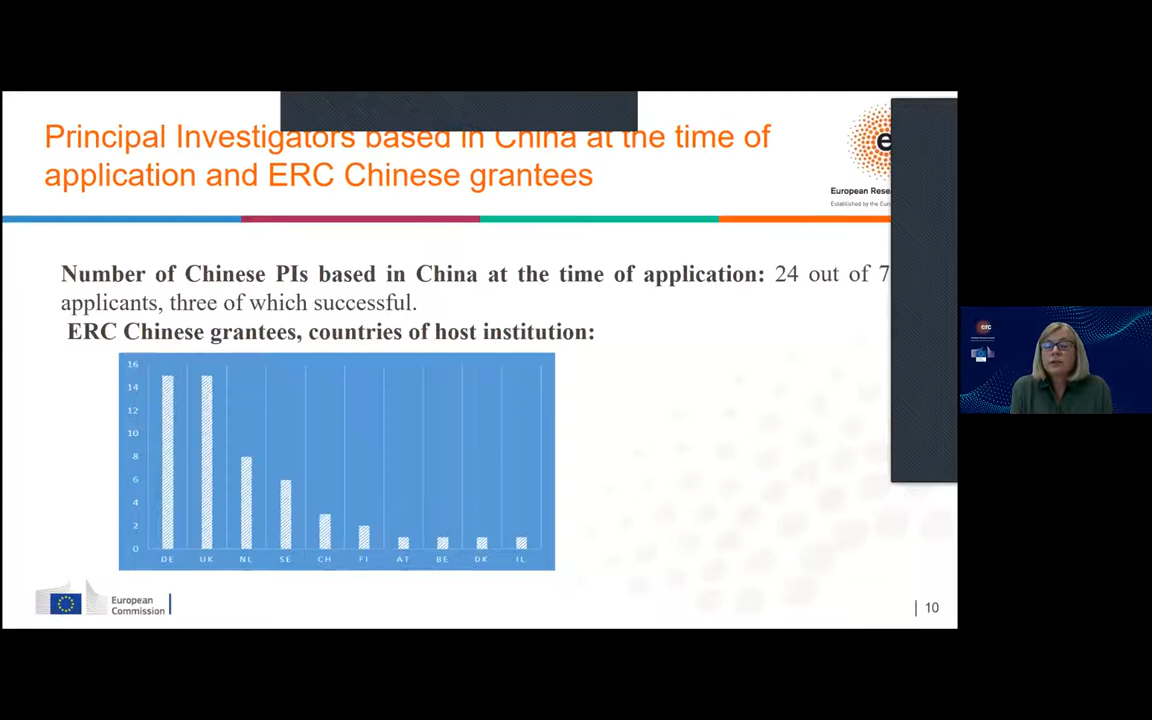 Principal Investigators based in China at the time of
application and ERC Chinese grantees
European
Established by the
Number of Chinese PIs based in China at the time of application: 24 out of 7
applicants, three of which successful.
ERC Chinese grantees, countries of host institution:
16
14
12
10
8
6
4
2
0
DE UK NL SE CH FI AT BE DK IL
European
Commission
| 10
erc